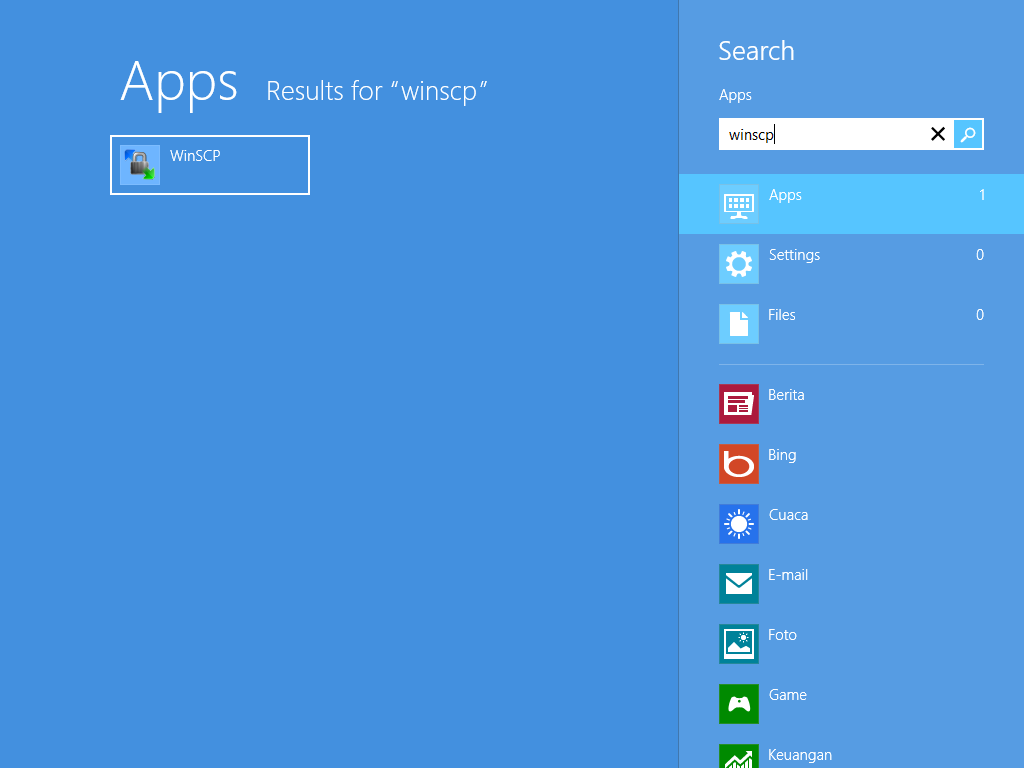 Apps Results for “winscp”
WinSCP
Search
Apps
winscp
Apps 1
Settings 0
Files 0
Berita
Bing
Cuaca
E-mail
Foto
Game
Keuangan